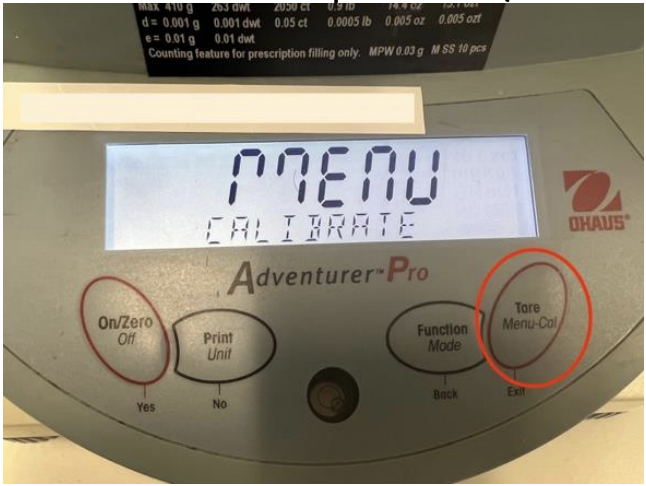 Max 410 g 263 dwt 2050 ct 0.9 lb 14.4 oz 13.1 ozt
d = 0.001 g 0.001 dwt 0.05 ct 0.0005 lb 0.005 oz 0.005 ozt
e = 0.01 g 0.01 dwt
Counting feature for prescription filling only. MPW 0.03 g M SS 10 pcs
MENU
CALIBRATE
OHAUS®
Adventurer™ Pro
On/Zero
Off
Print
Unit
Function
Mode
Tare
Menu-Cal
Yes
No
Back
Exit